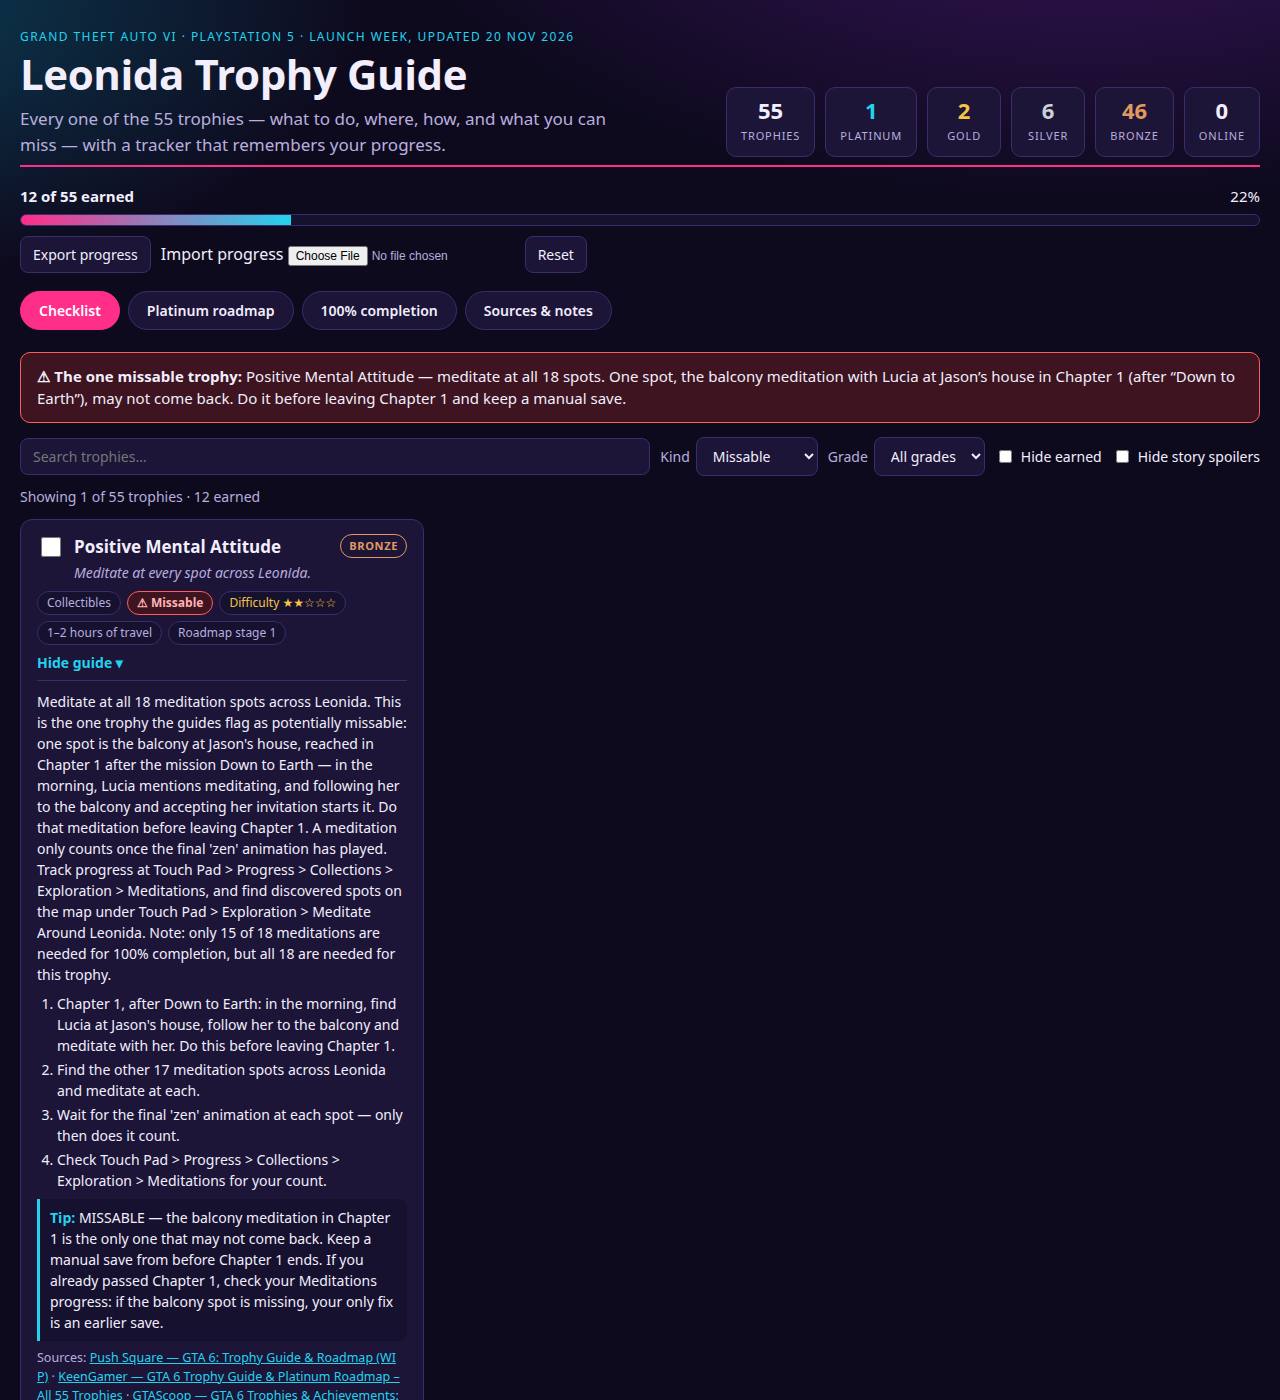 GRAND THEFT AUTO VI · PLAYSTATION 5 · LAUNCH WEEK, UPDATED 20 NOV 2026
Leonida Trophy Guide
Every one of the 55 trophies — what to do, where, how, and what you can
miss — with a tracker that remembers your progress.
55
TROPHIES
1
PLATINUM
2
GOLD
6
SILVER
46
BRONZE
0
ONLINE
12 of 55 earned
22%
Export progress
Import progress
Choose File
No file chosen
Reset
Checklist
Platinum roadmap
100% completion
Sources & notes
⚠ The one missable trophy: Positive Mental Attitude — meditate at all 18 spots. One spot, the balcony meditation with Lucia at Jason’s house in Chapter 1 (after “Down to
Earth”), may not come back. Do it before leaving Chapter 1 and keep a manual save.
Search trophies…
Kind
Missable
Grade
All grades
Hide earned
Hide story spoilers
Showing 1 of 55 trophies · 12 earned
Positive Mental Attitude
BRONZE
Meditate at every spot across Leonida.
Collectibles
⚠ Missable
Difficulty ★★☆☆☆
1–2 hours of travel
Roadmap stage 1
Hide guide ▾
Meditate at all 18 meditation spots across Leonida. This
is the one trophy the guides flag as potentially missable:
one spot is the balcony at Jason's house, reached in
Chapter 1 after the mission Down to Earth — in the
morning, Lucia mentions meditating, and following her
to the balcony and accepting her invitation starts it. Do
that meditation before leaving Chapter 1. A meditation
only counts once the final 'zen' animation has played.
Track progress at Touch Pad > Progress > Collections >
Exploration > Meditations, and find discovered spots on
the map under Touch Pad > Exploration > Meditate
Around Leonida. Note: only 15 of 18 meditations are
needed for 100% completion, but all 18 are needed for
this trophy.
1. Chapter 1, after Down to Earth: in the morning, find
Lucia at Jason's house, follow her to the balcony and
meditate with her. Do this before leaving Chapter 1.
2. Find the other 17 meditation spots across Leonida
and meditate at each.
3. Wait for the final 'zen' animation at each spot — only
then does it count.
4. Check Touch Pad > Progress > Collections >
Exploration > Meditations for your count.
Tip: MISSABLE — the balcony meditation in Chapter
1 is the only one that may not come back. Keep a
manual save from before Chapter 1 ends. If you
already passed Chapter 1, check your Meditations
progress: if the balcony spot is missing, your only fix
is an earlier save.
Sources: Push Square — GTA 6: Trophy Guide & Roadmap (WI
P) · KeenGamer — GTA 6 Trophy Guide & Platinum Roadmap –
All 55 Trophies · GTAScoop — GTA 6 Trophies & Achievements: